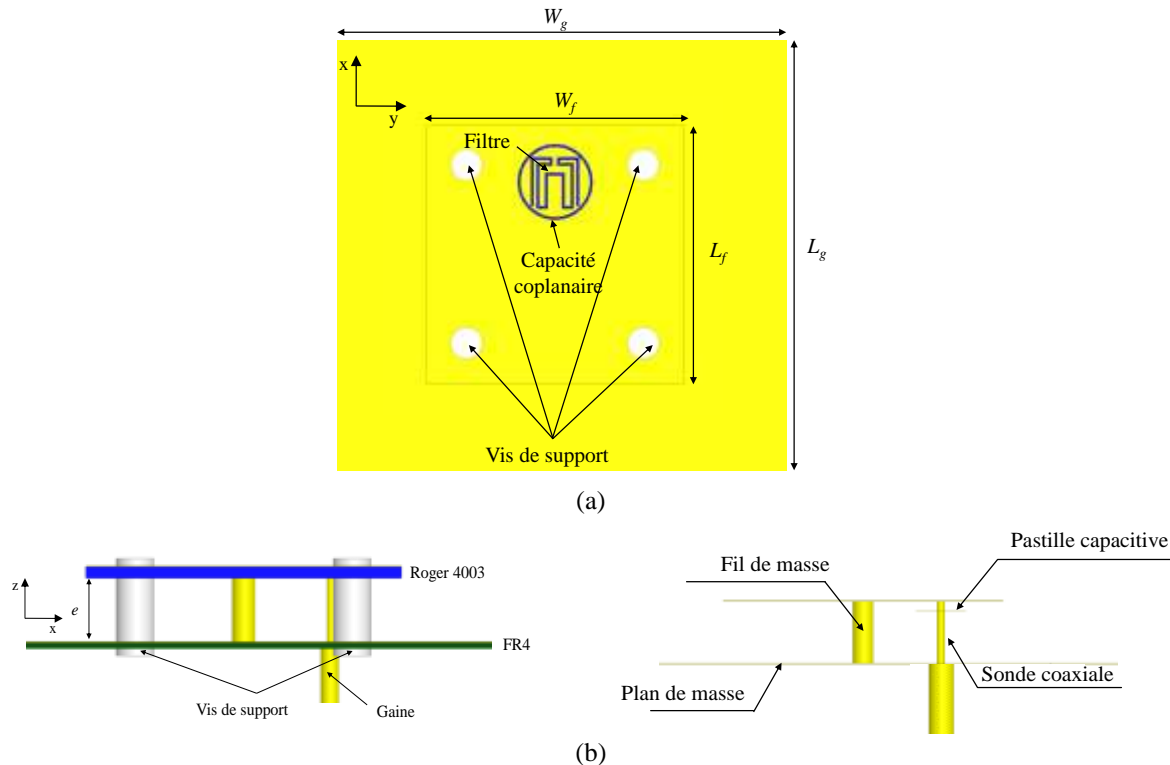 W_g
x
y
W_f
Filtre
Capacité
coplanaire
L_f
L_g
Vis de support
(a)
z
x
e
Roger 4003
FR4
Vis de support
Gaine
Pastille capacitive
Fil de masse
Sonde coaxiale
Plan de masse
(b)